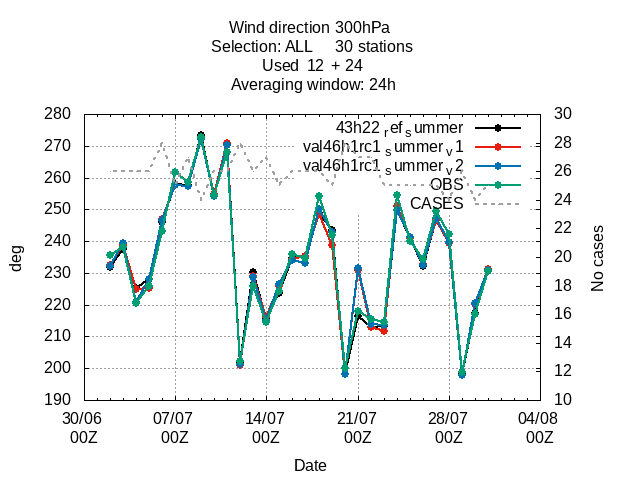 Wind direction 300hPa
Selection: ALL 30 stations
Used 12 + 24
Averaging window: 24h
280 30
270 28
260 26
250 24
240 22
230 20
220 18
210 16
200 14
190 12
10
deg
No cases
43h22refsummer
val46h1rc1summerv1
val46h1rc1summerv2
OBS
CASES
30/06 07/07 14/07 21/07 28/07 04/08
00Z 00Z 00Z 00Z 00Z 00Z
Date